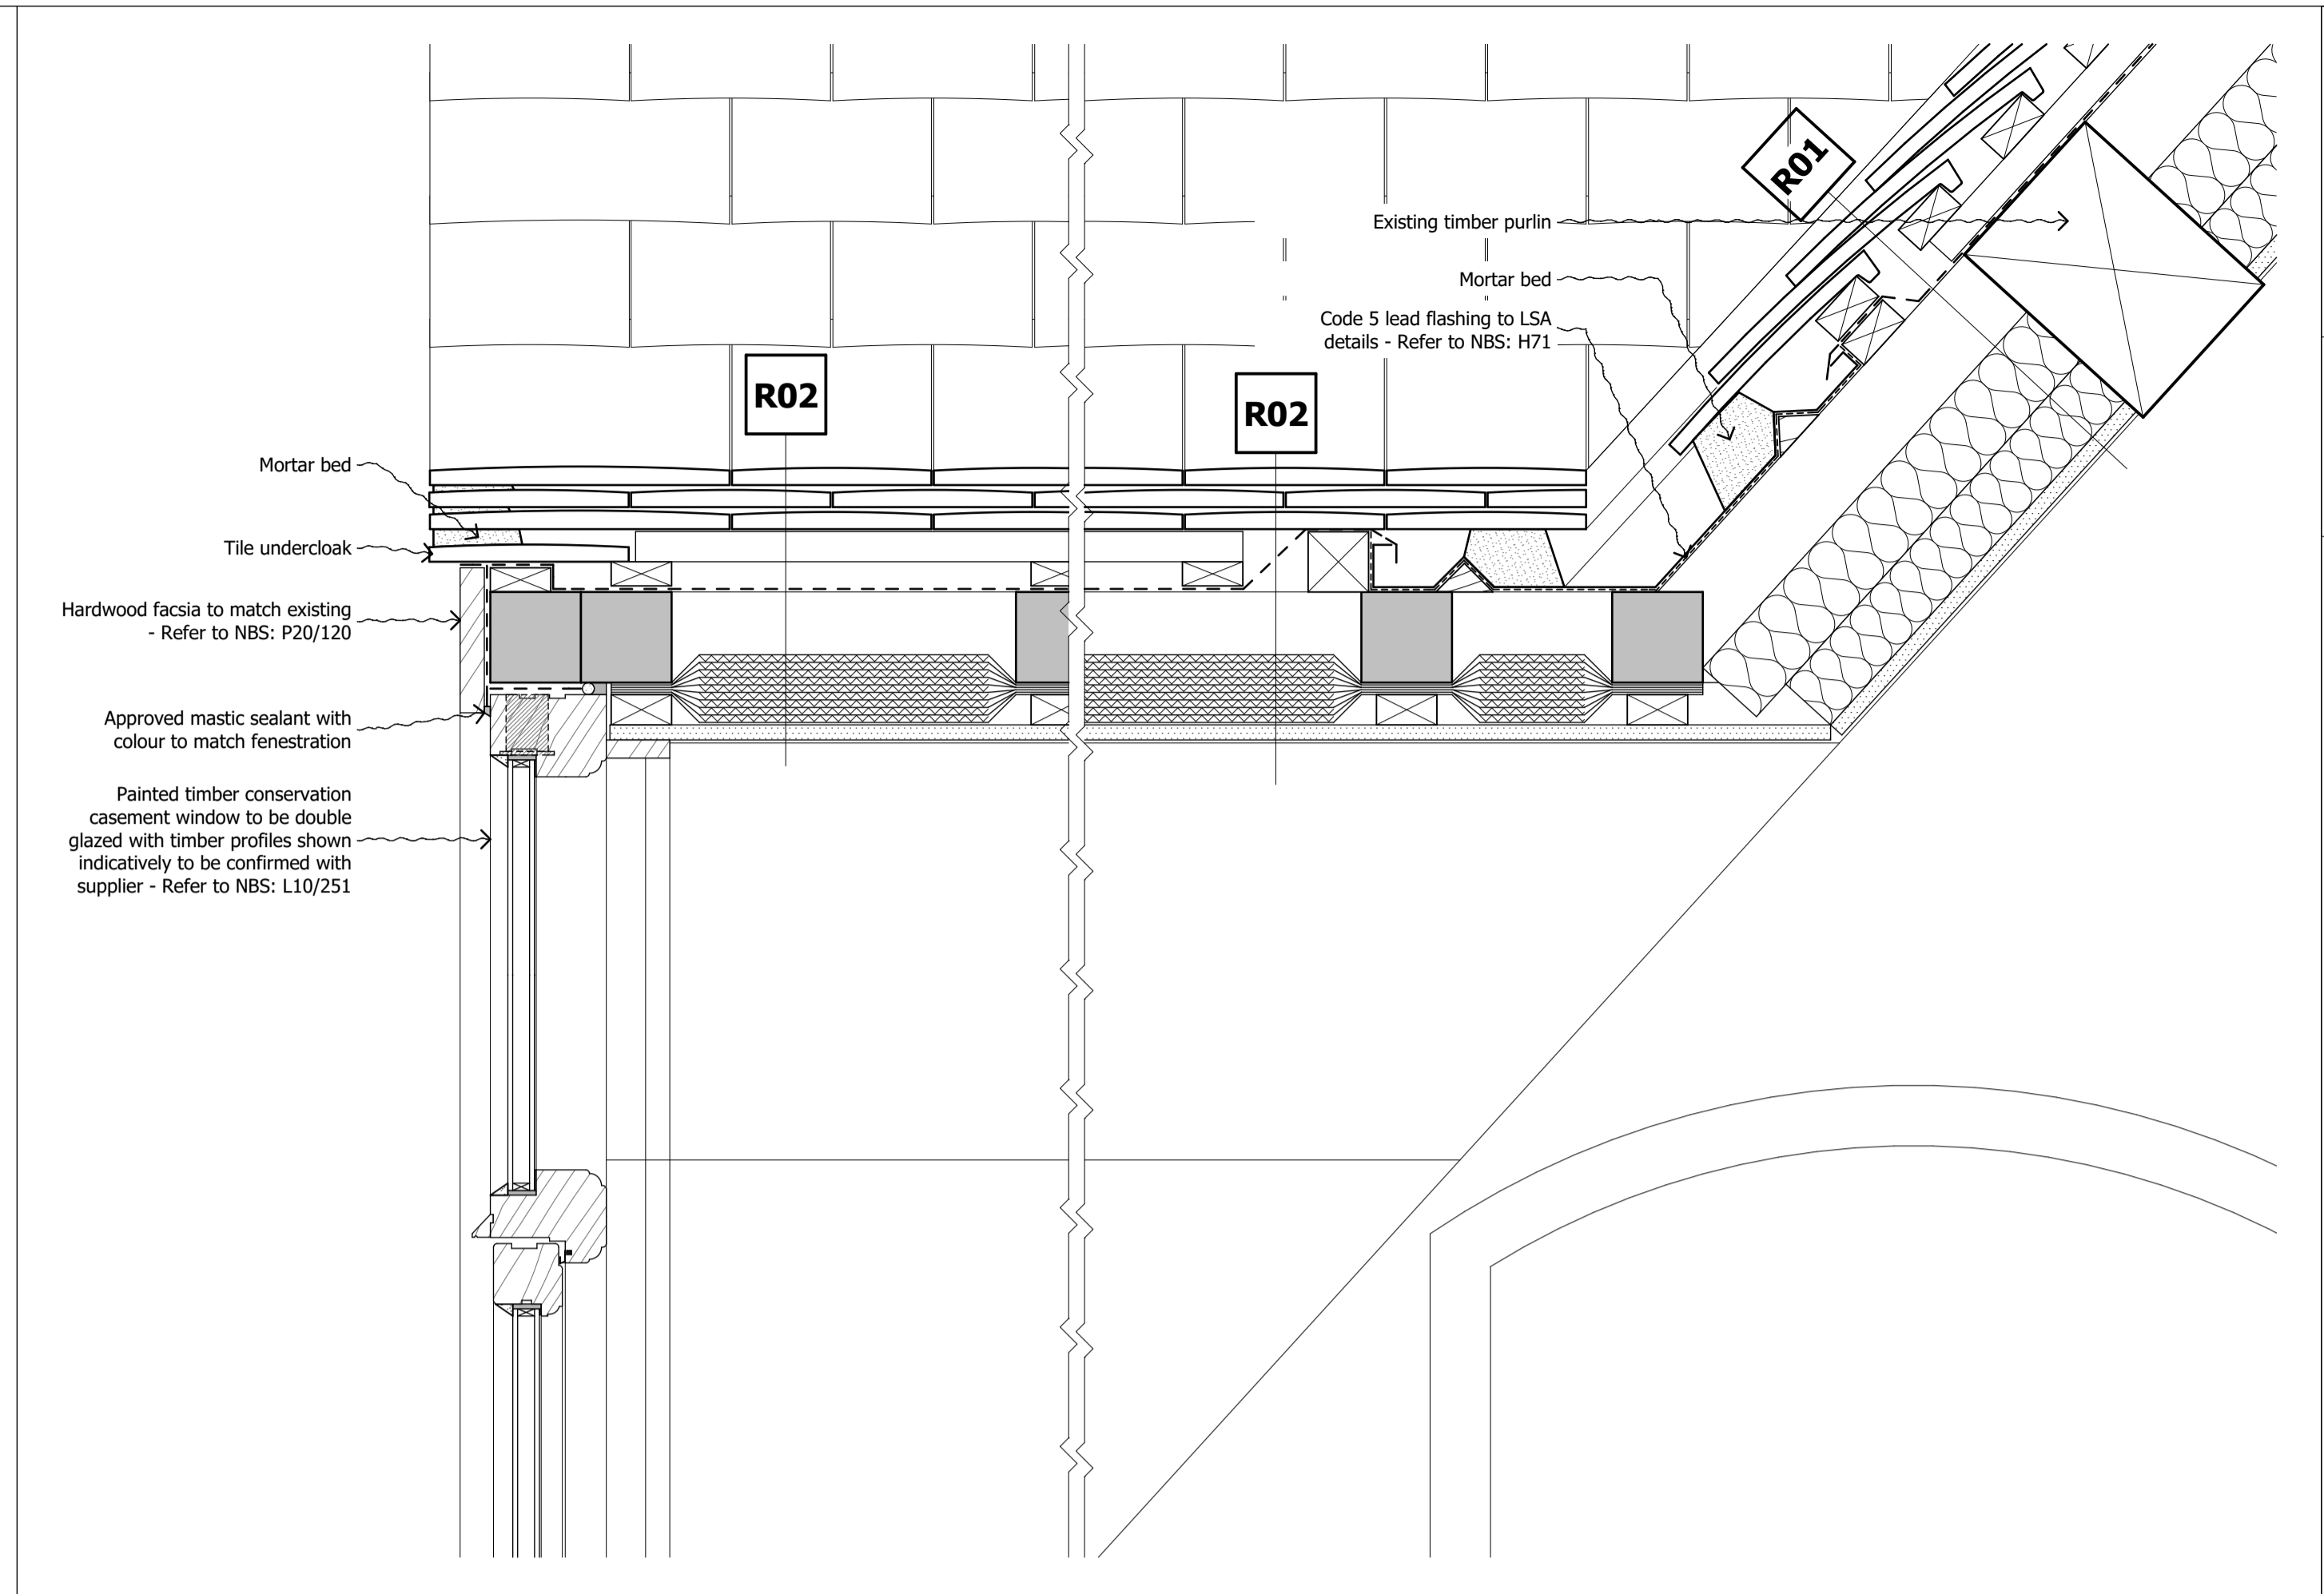 R01
Existing timber purlin
Mortar bed
Code 5 lead flashing to LSA
details - Refer to NBS: H71
R02
R02
Mortar bed
Tile undercloak
Hardwood facsia to match existing
- Refer to NBS: P20/120
Approved mastic sealant with
colour to match fenestration
Painted timber conservation
casement window to be double
glazed with timber profiles shown
indicatively to be confirmed with
supplier - Refer to NBS: L10/251